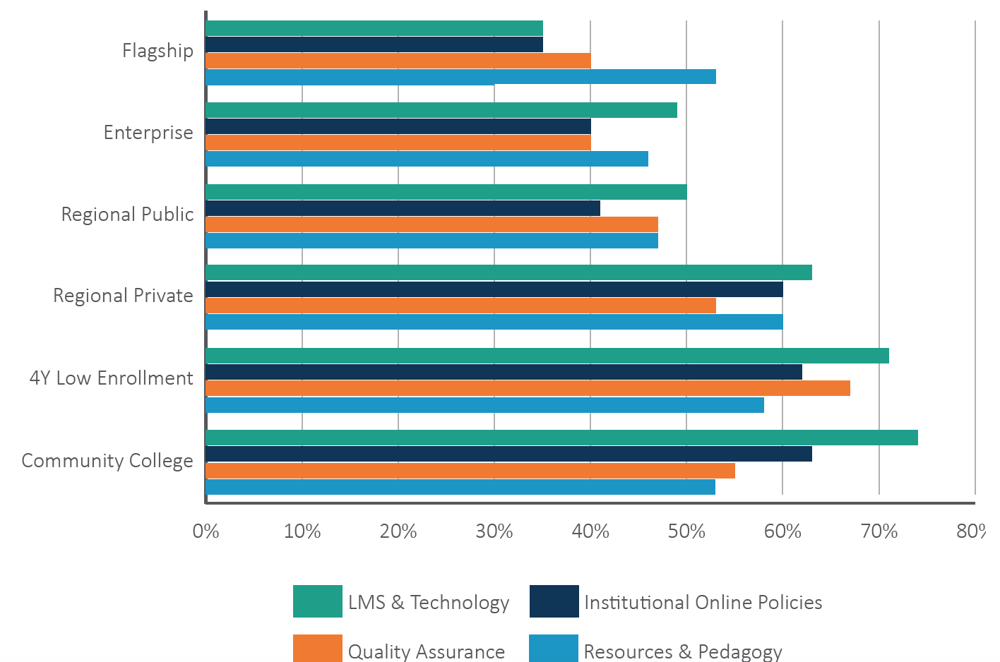 Flagship
Enterprise
Regional Public
Regional Private
4Y Low Enrollment
Community College
0% 10% 20% 30% 40% 50% 60% 70% 80%
LMS & Technology Institutional Online Policies
Quality Assurance Resources & Pedagogy